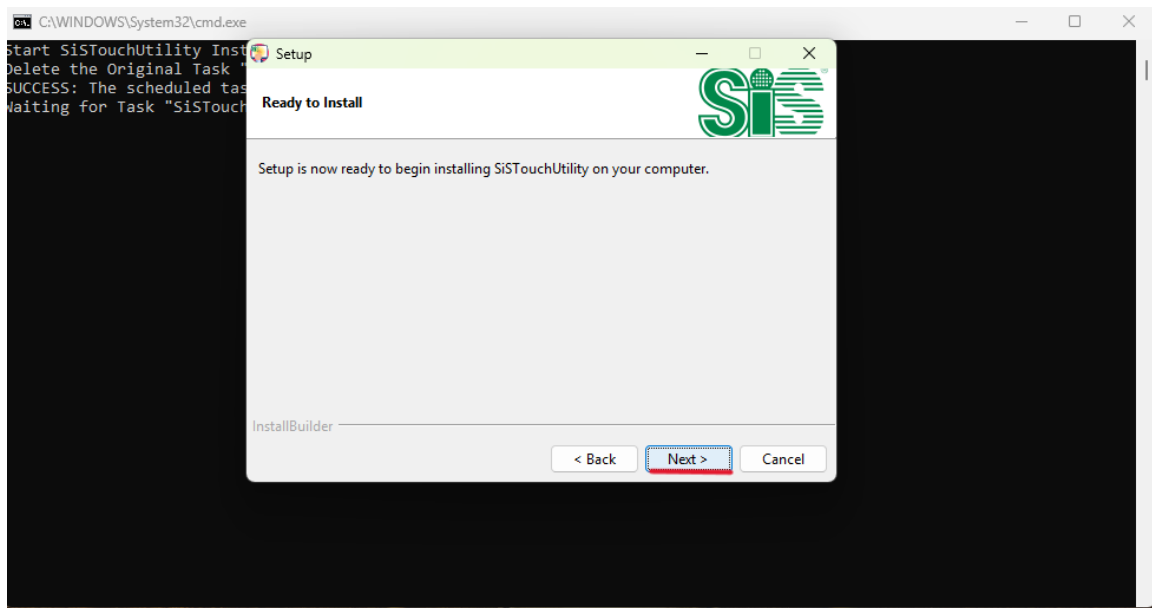 C:\WINDOWS\System32\cmd.exe
Start SiSTouchUtility Inst
Delete the Original Task "
SUCCESS: The scheduled tas
Waiting for Task "SiSTouch
Setup
Ready to Install
SiS
Setup is now ready to begin installing SiSTouchUtility on your computer.
InstallBuilder
< Back
Next >
Cancel